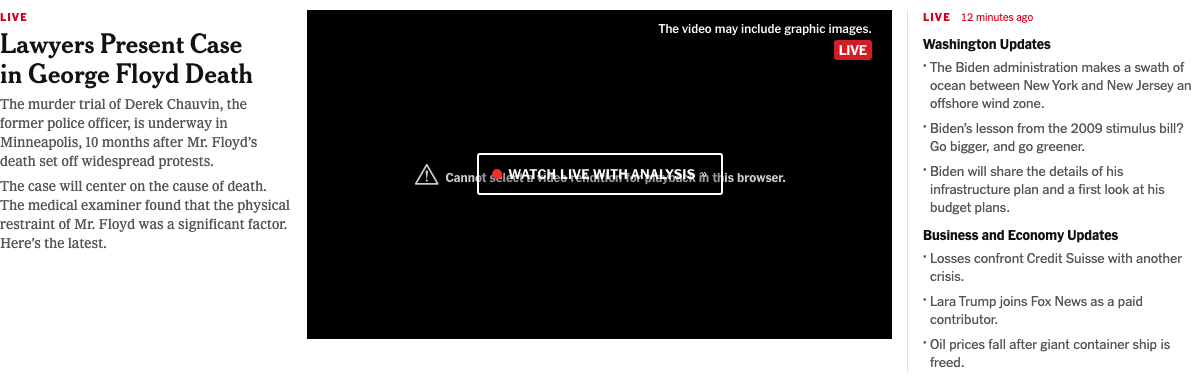 LIVE
Lawyers Present Case
in George Floyd Death
The murder trial of Derek Chauvin, the
former police officer, is underway in
Minneapolis, 10 months after Mr. Floyd’s
death set off widespread protests.
The case will center on the cause of death.
The medical examiner found that the physical
restraint of Mr. Floyd was a significant factor.
Here’s the latest.
The video may include graphic images.
LIVE
WATCH LIVE WITH ANALYSIS »
Cannot select a video rendition for playback in this browser.
LIVE 12 minutes ago
Washington Updates
• The Biden administration makes a swath of
ocean between New York and New Jersey an
offshore wind zone.
• Biden’s lesson from the 2009 stimulus bill?
Go bigger, and go greener.
• Biden will share the details of his
infrastructure plan and a first look at his
budget plans.
Business and Economy Updates
• Losses confront Credit Suisse with another
crisis.
• Lara Trump joins Fox News as a paid
contributor.
• Oil prices fall after giant container ship is
freed.